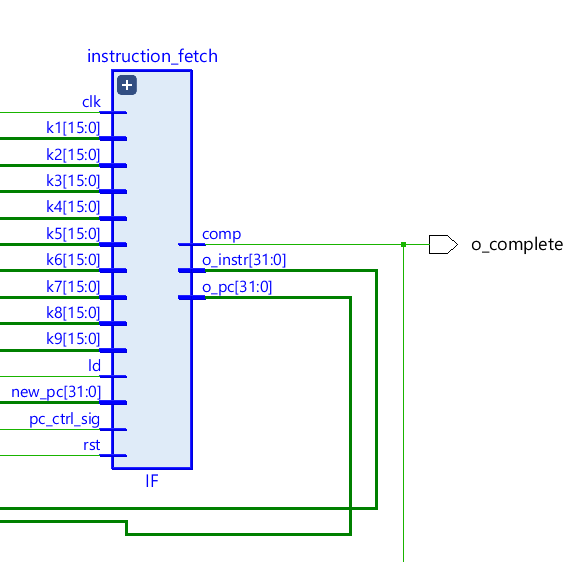 instruction_fetch
clk
k1[15:0]
k2[15:0]
k3[15:0]
k4[15:0]
k5[15:0]
k6[15:0]
k7[15:0]
k8[15:0]
k9[15:0]
ld
new_pc[31:0]
pc_ctrl_sig
rst
comp
o_instr[31:0]
o_pc[31:0]
o_complete
IF